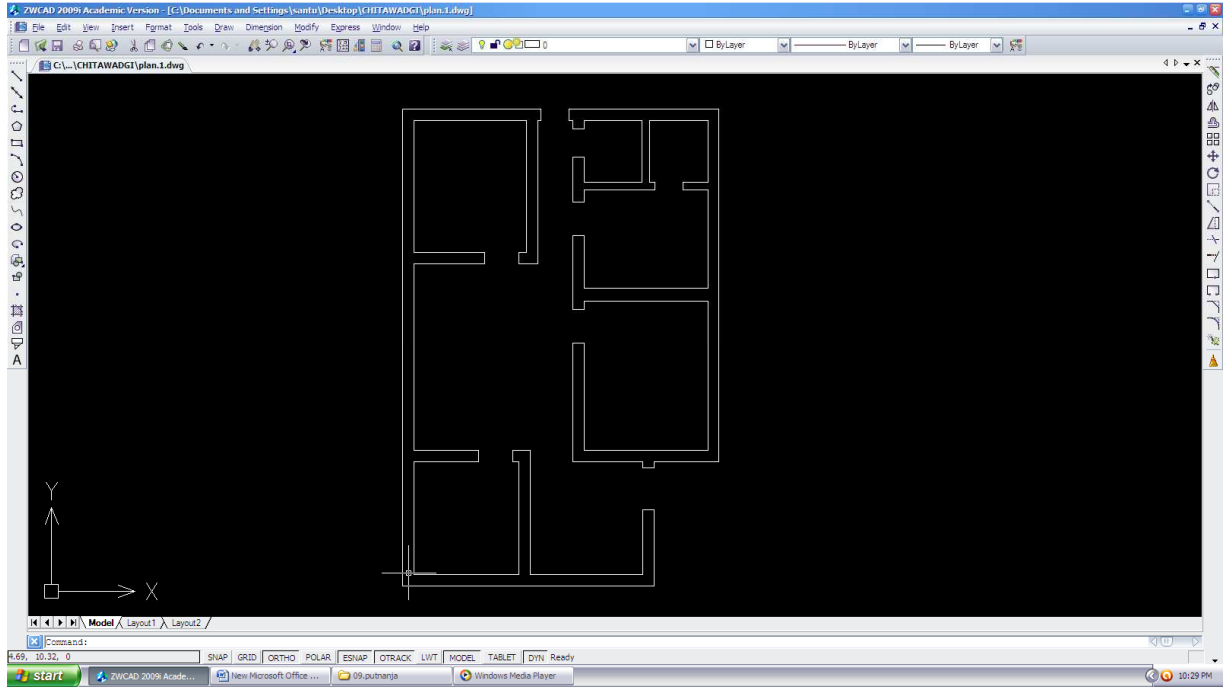 ZWCAD 2009i Academic Version - [C:\Documents and Settings\santu\Desktop\CHITAWADGI\plan.1.dwg]
File Edit View Insert Format Tools Draw Dimension Modify Express Window Help
0 ByLayer ByLayer ByLayer
C:\...\CHITAWADGI\plan.1.dwg
A
Y
X
Model Layout1 Layout2
Command:
4.69, 10.32, 0 SNAP GRID ORTHO POLAR ESNAP OTRACK LWT MODEL TABLET DYN Ready
start ZWCAD 2009i Acade... New Microsoft Office ... 09.putnanja Windows Media Player 10:29 PM